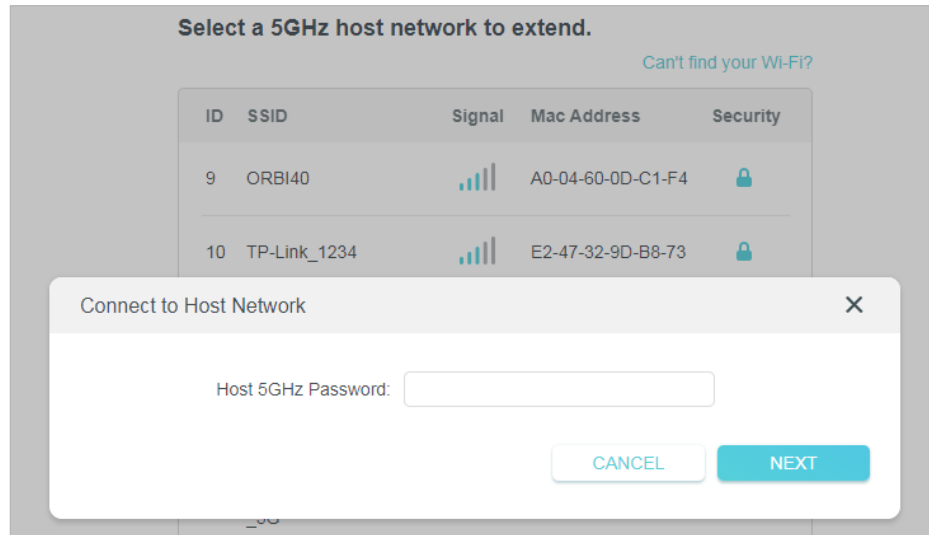 Select a 5GHz host network to extend.
Can't find your Wi-Fi?
ID SSID Signal Mac Address Security
9 ORBI40 A0-04-60-0D-C1-F4
10 TP-Link_1234 E2-47-32-9D-B8-73
Connect to Host Network
Host 5GHz Password:
CANCEL NEXT